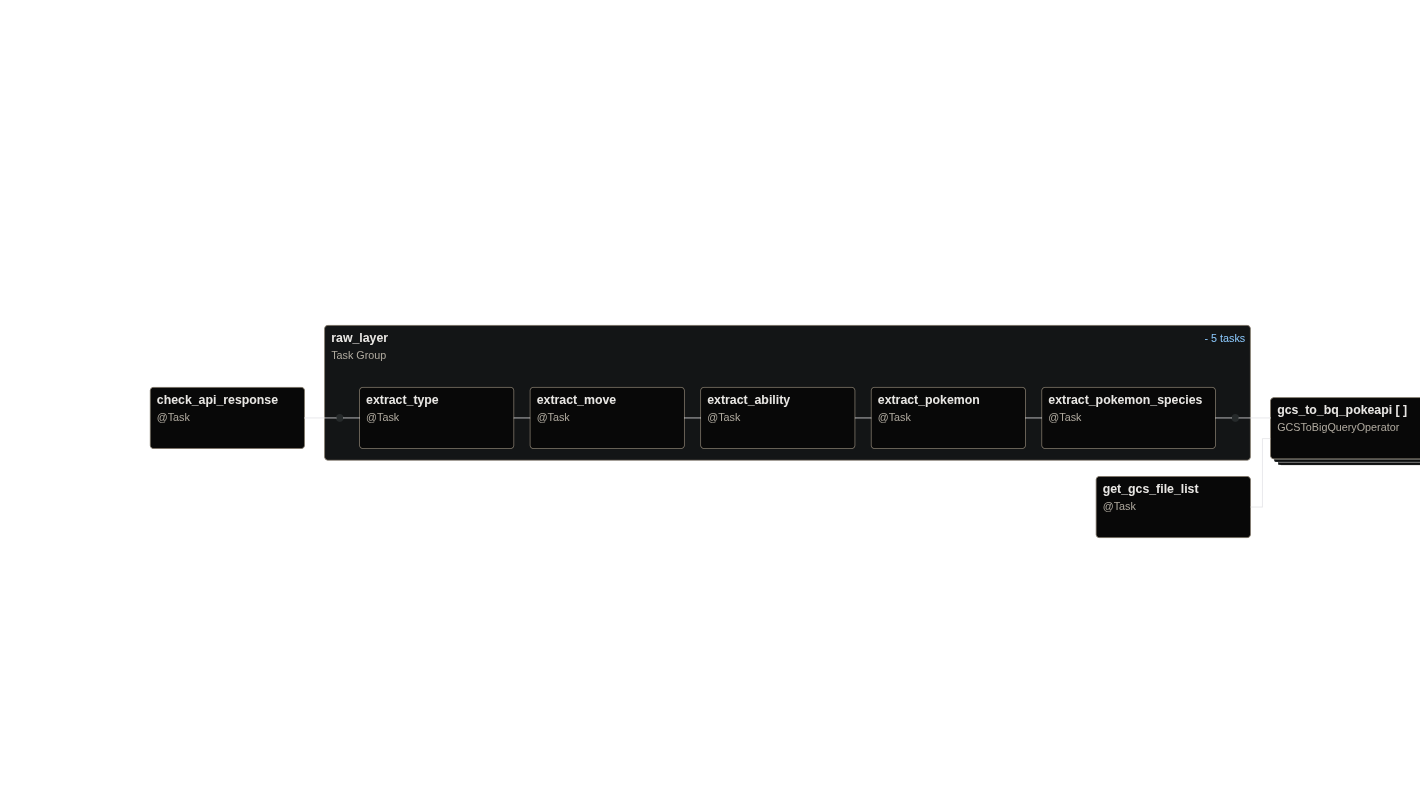 raw_layer
- 5 tasks
Task Group
check_api_response
@Task
extract_type
@Task
extract_move
@Task
extract_ability
@Task
extract_pokemon
@Task
extract_pokemon_species
@Task
gcs_to_bq_pokeapi [ ]
GCSToBigQueryOperator
get_gcs_file_list
@Task